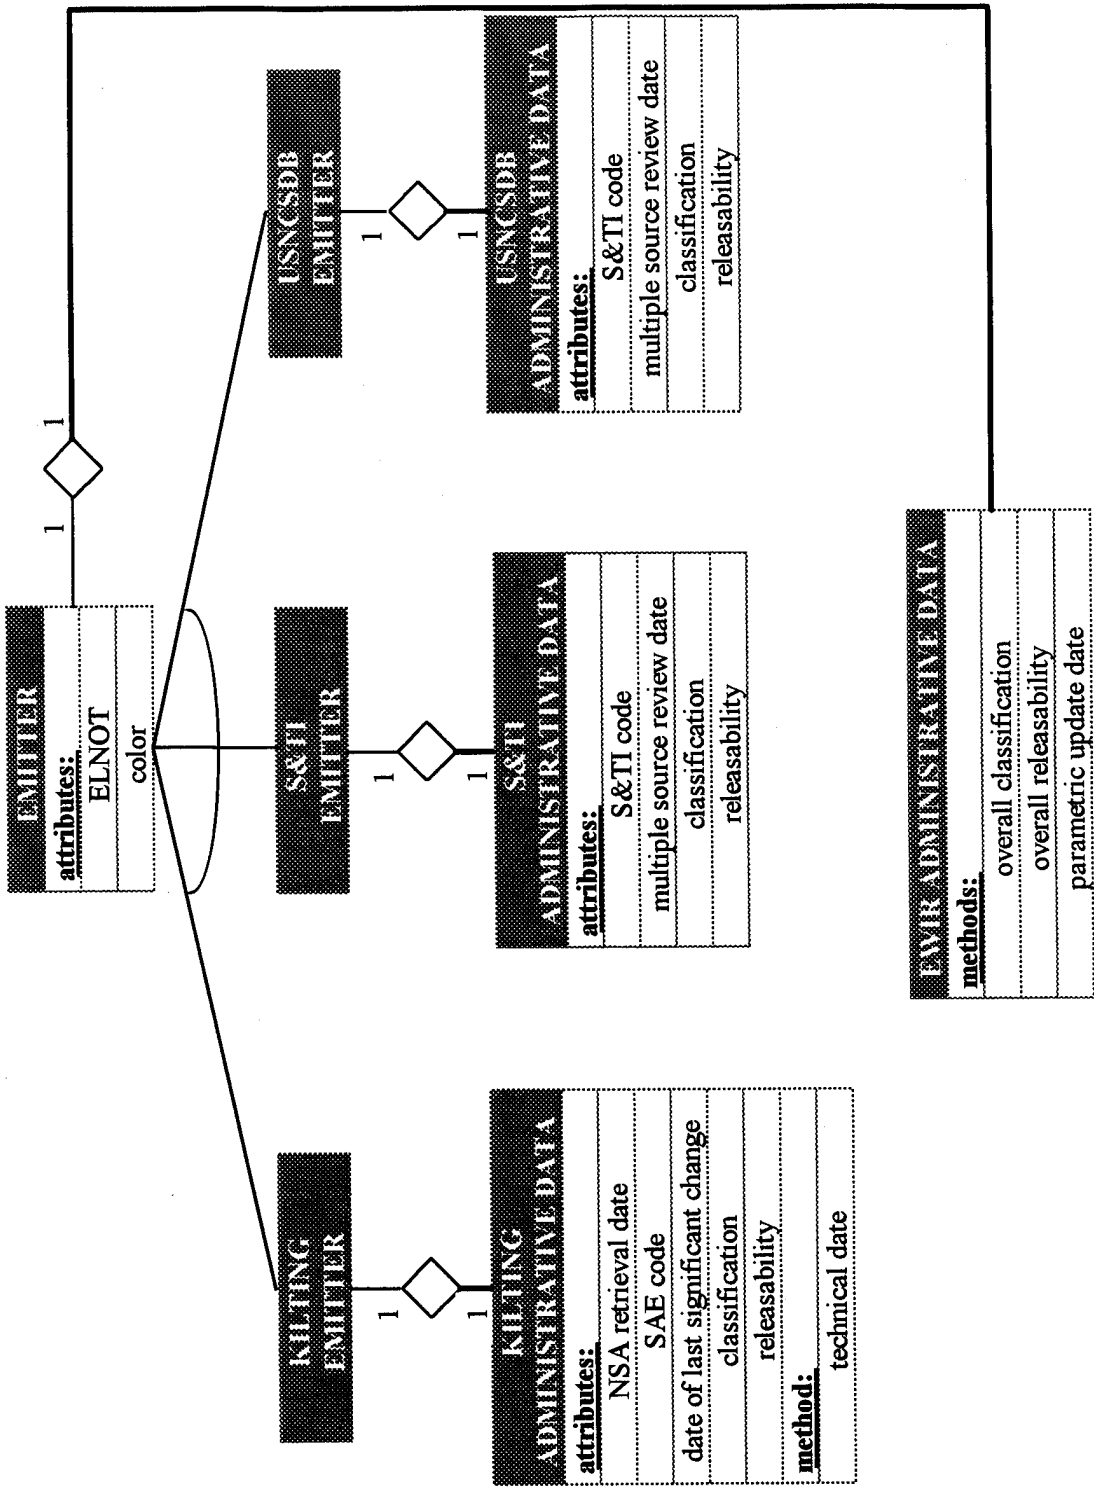 EMITTER
attributes:
ELNOT
color
1
1
KILTING
EMITTER
1
1
KILTING
ADMINISTRATIVE DATA
attributes:
NSA retrieval date
SAE code
date of last significant change
classification
releasability
method:
technical date
S&TI
EMITTER
1
1
S&TI
ADMINISTRATIVE DATA
attributes:
S&TI code
multiple source review date
classification
releasability
USNCSDB
EMITTER
1
1
USNCSDB
ADMINISTRATIVE DATA
attributes:
S&TI code
multiple source review date
classification
releasability
EWIR ADMINISTRATIVE DATA
methods:
overall classification
overall releasability
parametric update date